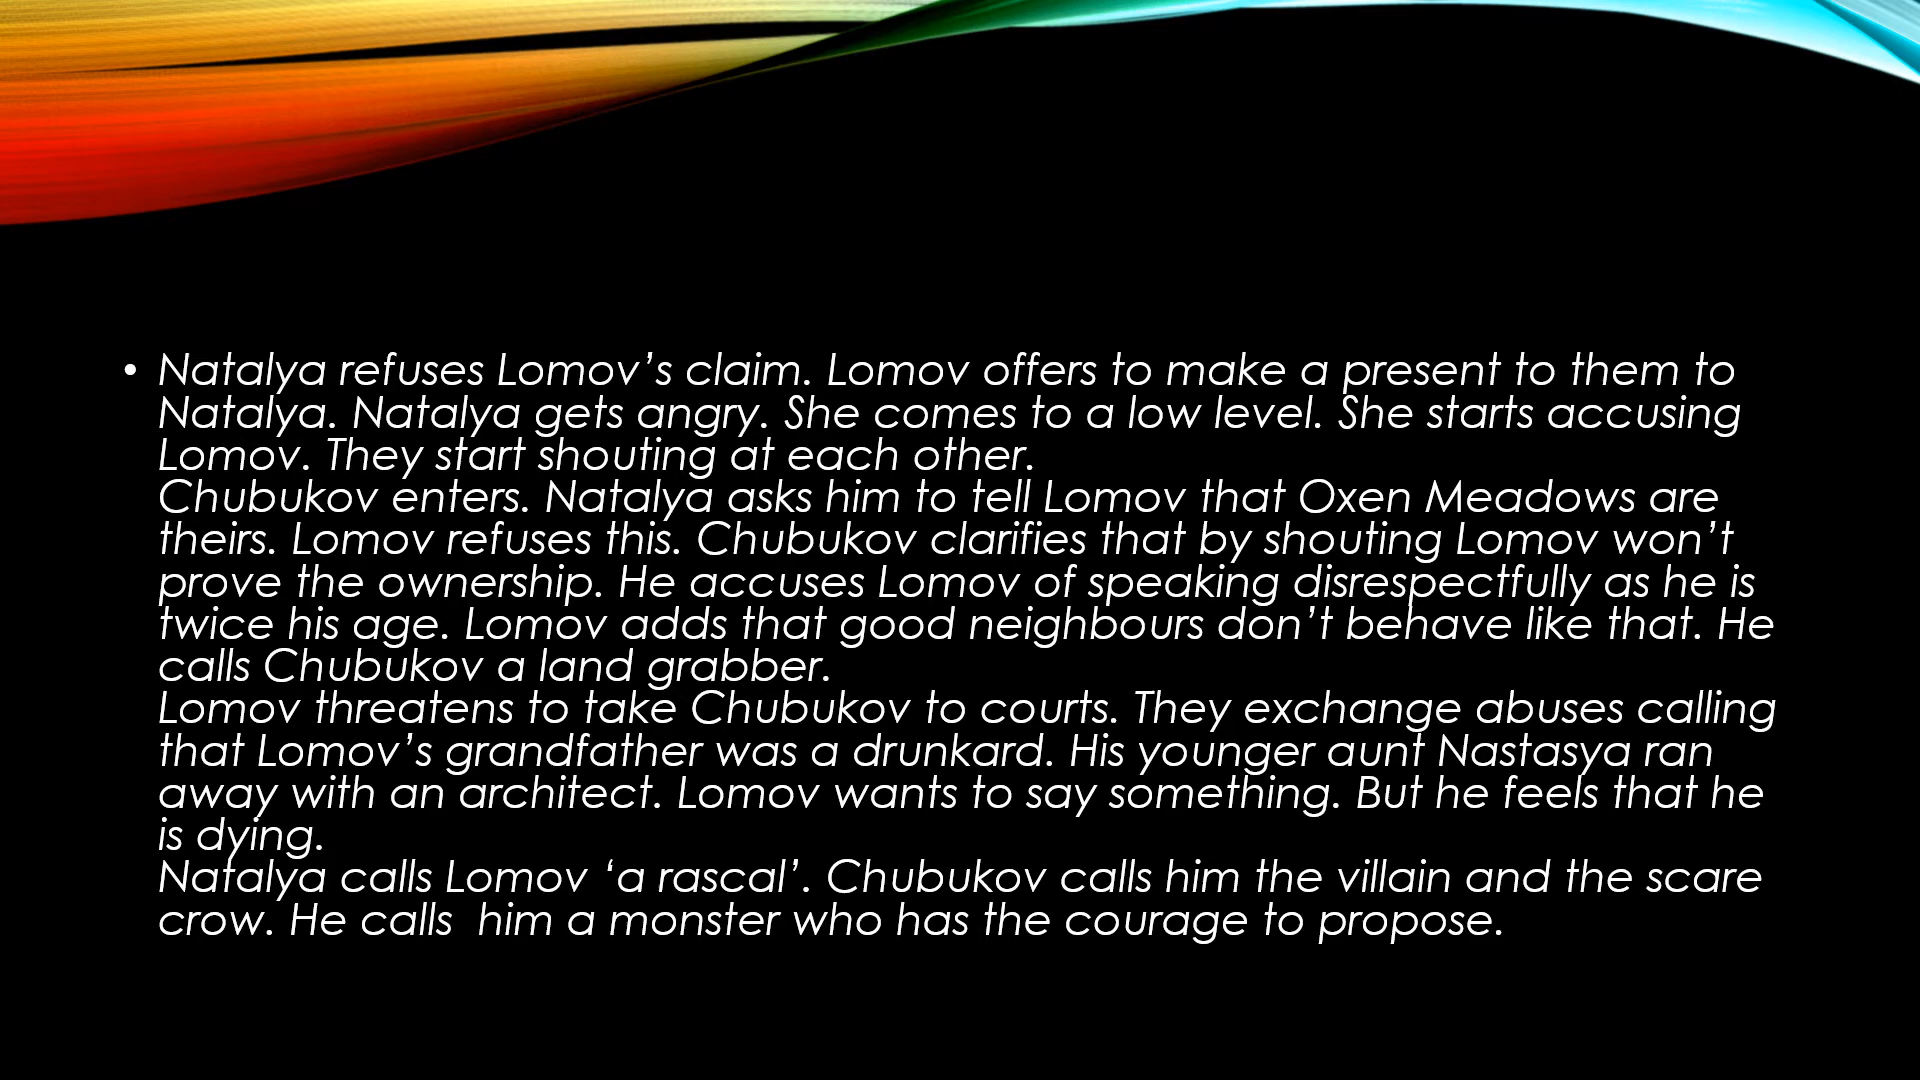 • Natalya refuses Lomov’s claim. Lomov offers to make a present to them to
Natalya. Natalya gets angry. She comes to a low level. She starts accusing
Lomov. They start shouting at each other.
Chubukov enters. Natalya asks him to tell Lomov that Oxen Meadows are
theirs. Lomov refuses this. Chubukov clarifies that by shouting Lomov won’t
prove the ownership. He accuses Lomov of speaking disrespectfully as he is
twice his age. Lomov adds that good neighbours don’t behave like that. He
calls Chubukov a land grabber.
Lomov threatens to take Chubukov to courts. They exchange abuses calling
that Lomov’s grandfather was a drunkard. His younger aunt Nastasya ran
away with an architect. Lomov wants to say something. But he feels that he
is dying.
Natalya calls Lomov ‘a rascal’. Chubukov calls him the villain and the scare
crow. He calls  him a monster who has the courage to propose.